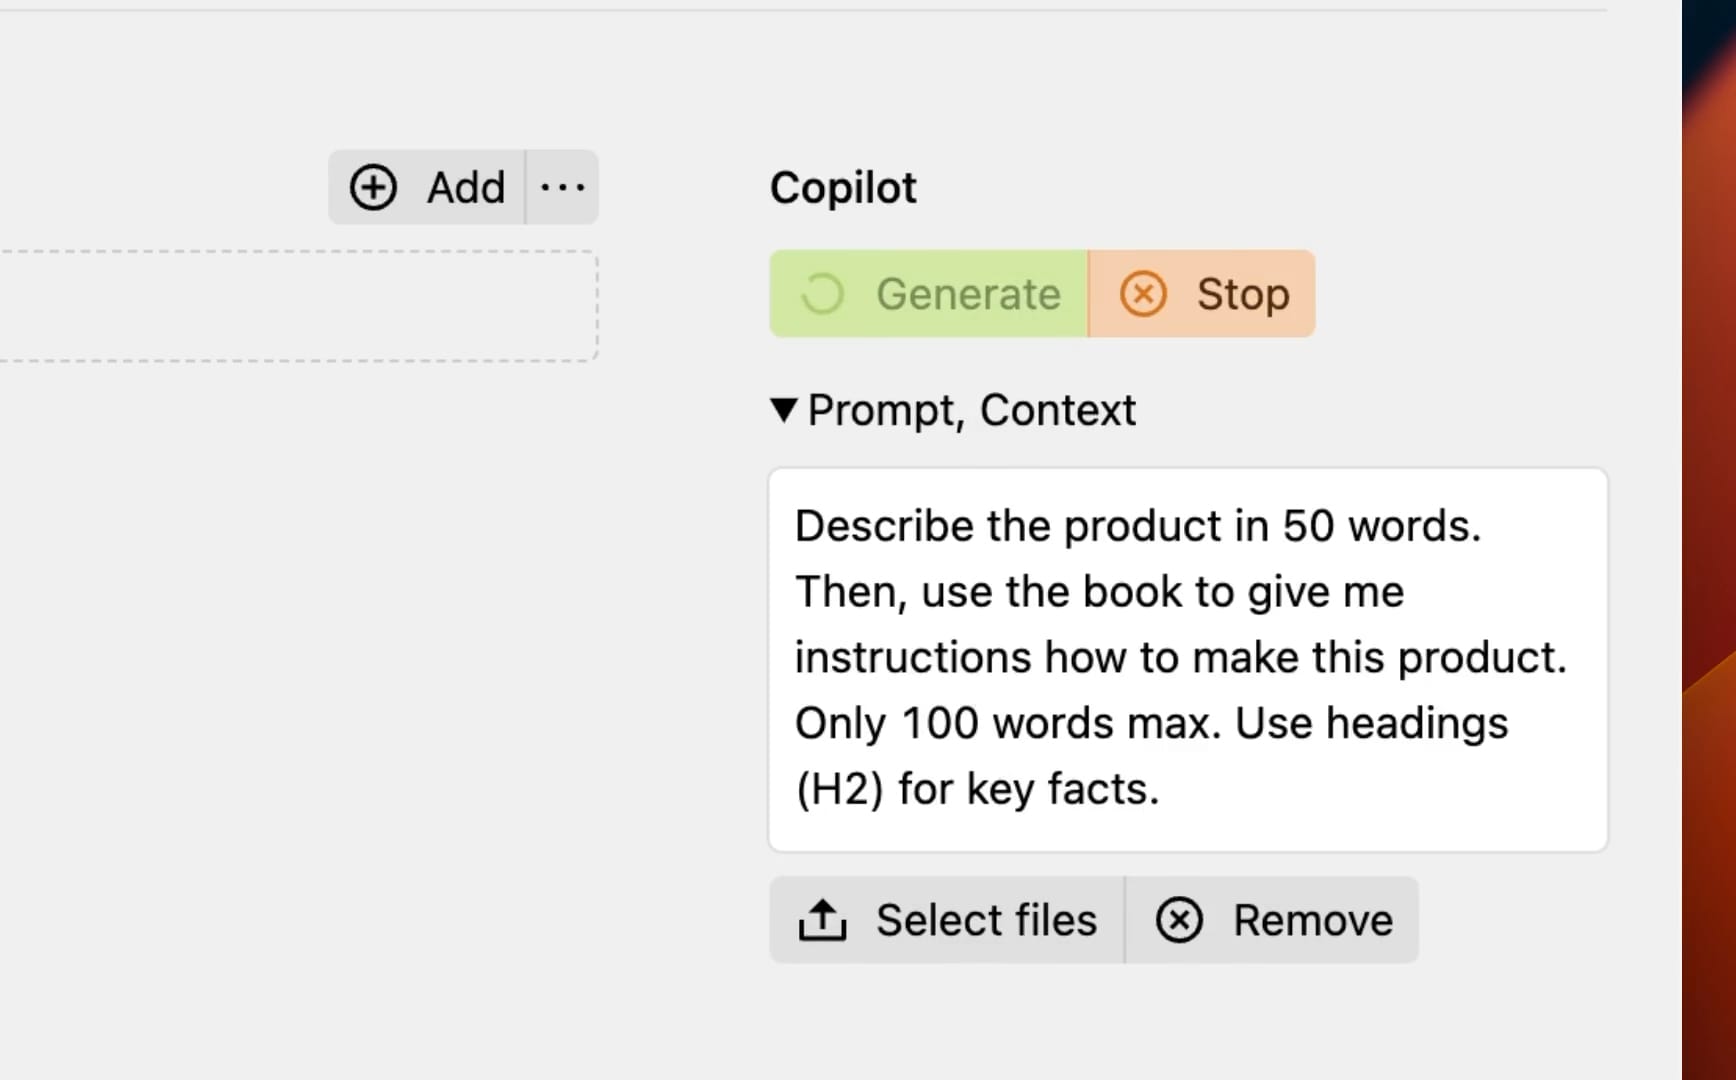 Add ···
Copilot
Generate Stop
▼ Prompt, Context
Describe the product in 50 words.
Then, use the book to give me
instructions how to make this product.
Only 100 words max. Use headings
(H2) for key facts.
Select files Remove